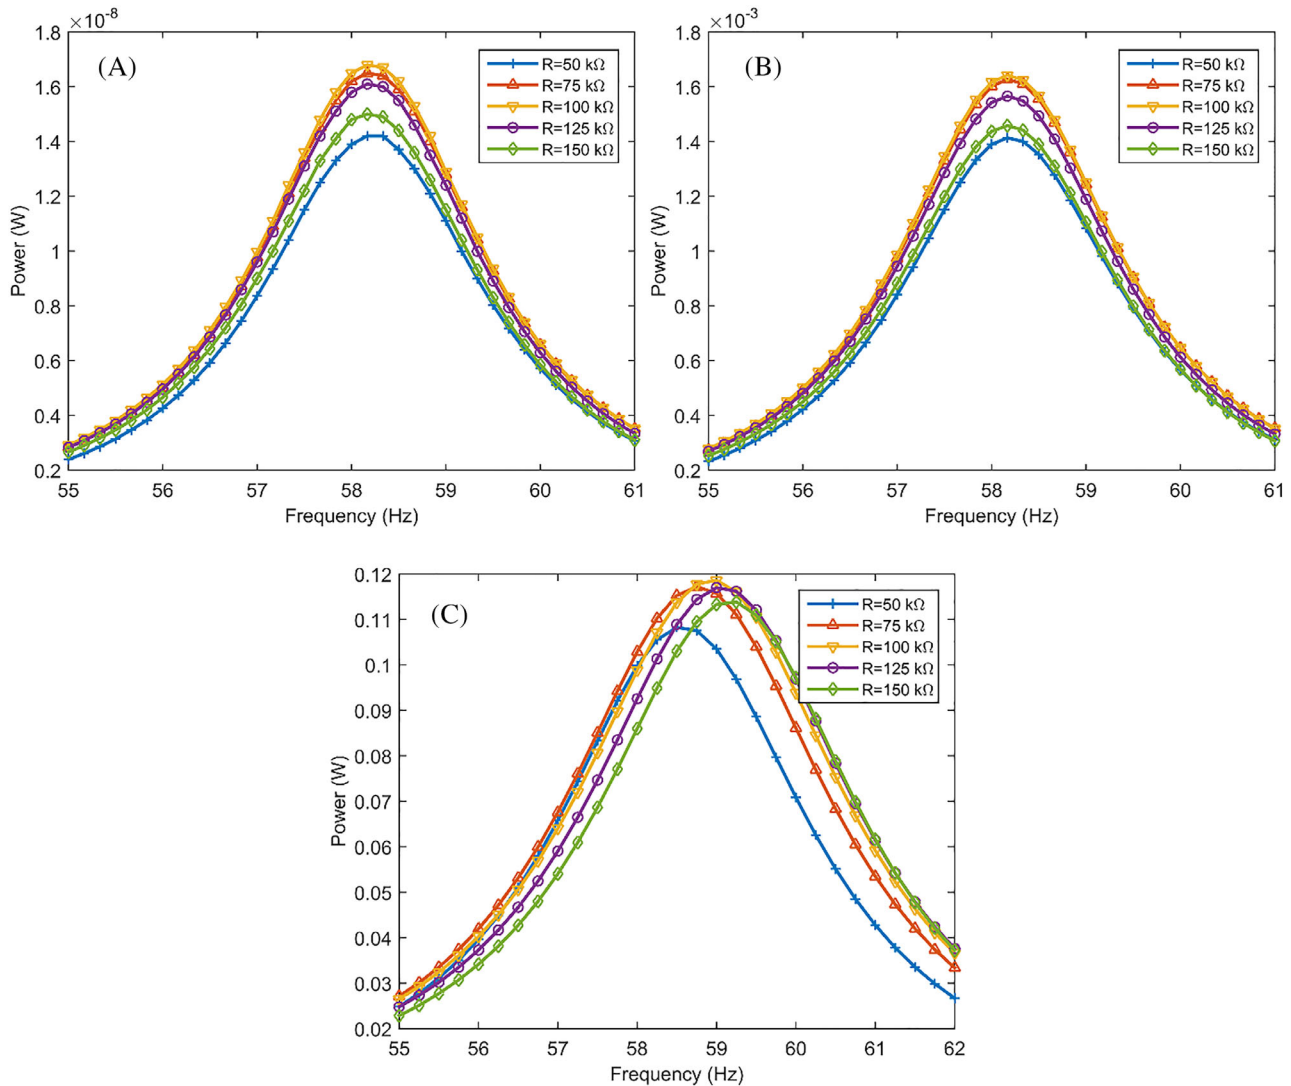 ×10⁻⁸
(A)
R=50 kΩ
R=75 kΩ
R=100 kΩ
R=125 kΩ
R=150 kΩ
1.8
1.6
1.4
1.2
1
0.8
0.6
0.4
0.2
Power (W)
55 56 57 58 59 60 61
Frequency (Hz)
×10⁻³
(B)
R=50 kΩ
R=75 kΩ
R=100 kΩ
R=125 kΩ
R=150 kΩ
1.8
1.6
1.4
1.2
1
0.8
0.6
0.4
0.2
Power (W)
55 56 57 58 59 60 61
Frequency (Hz)
(C)
R=50 kΩ
R=75 kΩ
R=100 kΩ
R=125 kΩ
R=150 kΩ
0.12
0.11
0.1
0.09
0.08
0.07
0.06
0.05
0.04
0.03
0.02
Power (W)
55 56 57 58 59 60 61 62
Frequency (Hz)